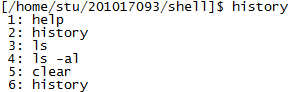 [/home/stu/201017093/shell]$ history
1: help
2: history
3: ls
4: ls -al
5: clear
6: history